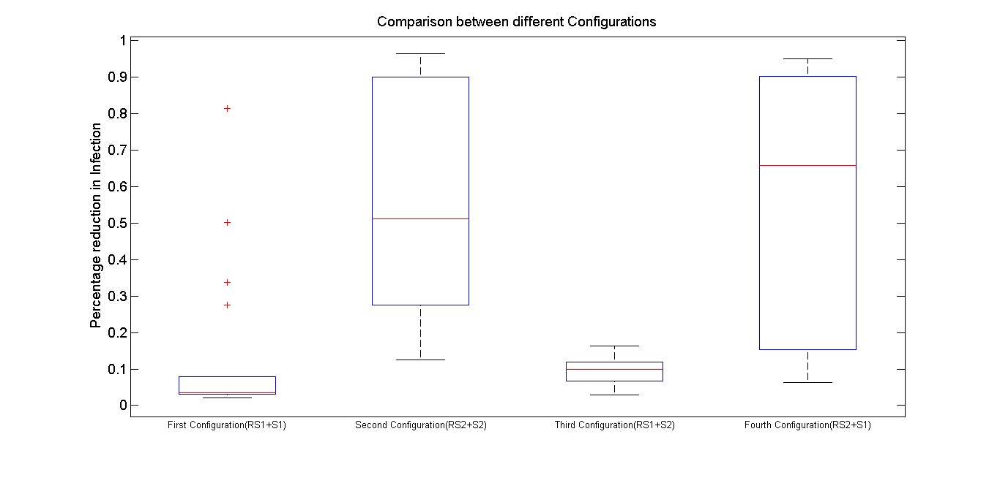 Comparison between different Configurations
Percentage reduction in Infection
1
0.9
0.8
0.7
0.6
0.5
0.4
0.3
0.2
0.1
0
First Configuration(RS1+S1)
Second Configuration(RS2+S2)
Third Configuration(RS1+S2)
Fourth Configuration(RS2+S1)